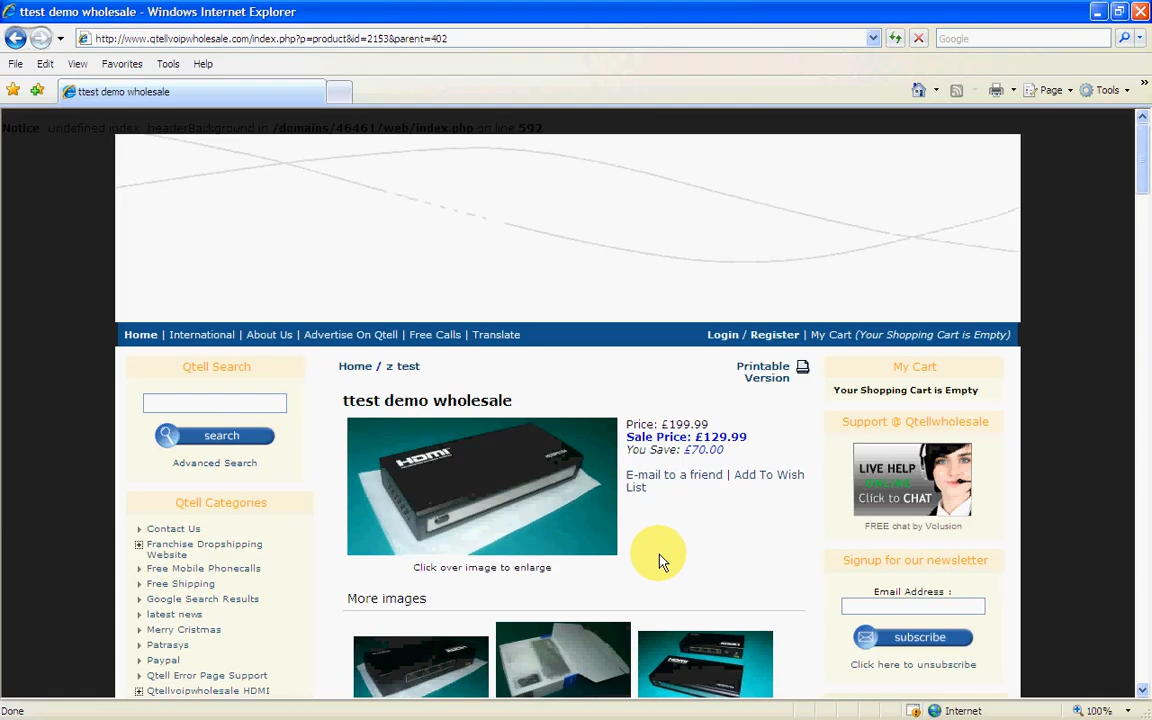 ttest demo wholesale - Windows Internet Explorer
http://www.qtellvoipwholesale.com/index.php?p=product&id=2153&parent=402
Google
File Edit View Favorites Tools Help
ttest demo wholesale
Page Tools
Notice: undefined index: headerBackground in /domains/46461/web/index.php on line 592
Home | International | About Us | Advertise On Qtell | Free Calls | Translate
Login / Register | My Cart (Your Shopping Cart is Empty)
Qtell Search
search
Advanced Search
Qtell Categories
Contact Us
Franchise Dropshipping
Website
Free Mobile Phonecalls
Free Shipping
Google Search Results
latest news
Merry Cristmas
Patrasys
Paypal
Qtell Error Page Support
Qtellvoipwholesale HDMI
Home / z test
Printable
Version
ttest demo wholesale
HDMI
Price: £199.99
Sale Price: £129.99
You Save: £70.00
E-mail to a friend | Add To Wish
List
Click over image to enlarge
More images
My Cart
Your Shopping Cart is Empty
Support @ Qtellwholesale
LIVE HELP
ONLINE
Click to CHAT
FREE chat by Volusion
Signup for our newsletter
Email Address :
subscribe
Click here to unsubscribe
Done
Internet
100%